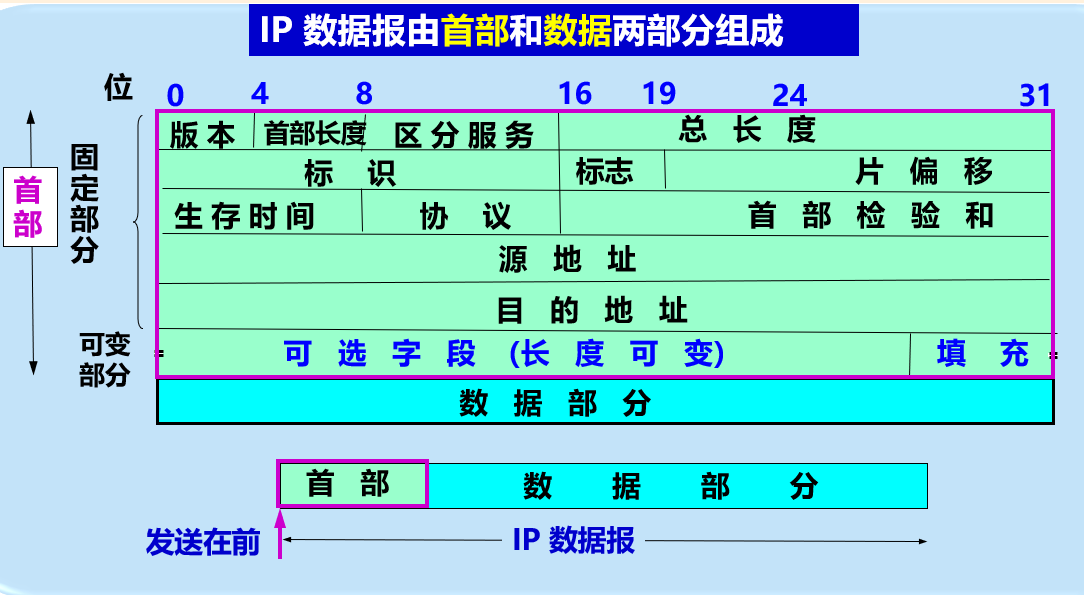 IP 数据报由首部和数据两部分组成
位 0 4 8 16 19 24 31
版 本 首部长度 区 分 服 务 总 长 度
标 识 标志 片 偏 移
生 存 时 间 协 议 首 部 检 验 和
源 地 址
目 的 地 址
可 选 字 段 (长 度 可 变) 填 充
数 据 部 分
首部
固定部分
可变
部分
首 部 数 据 部 分
发送在前 IP 数据报